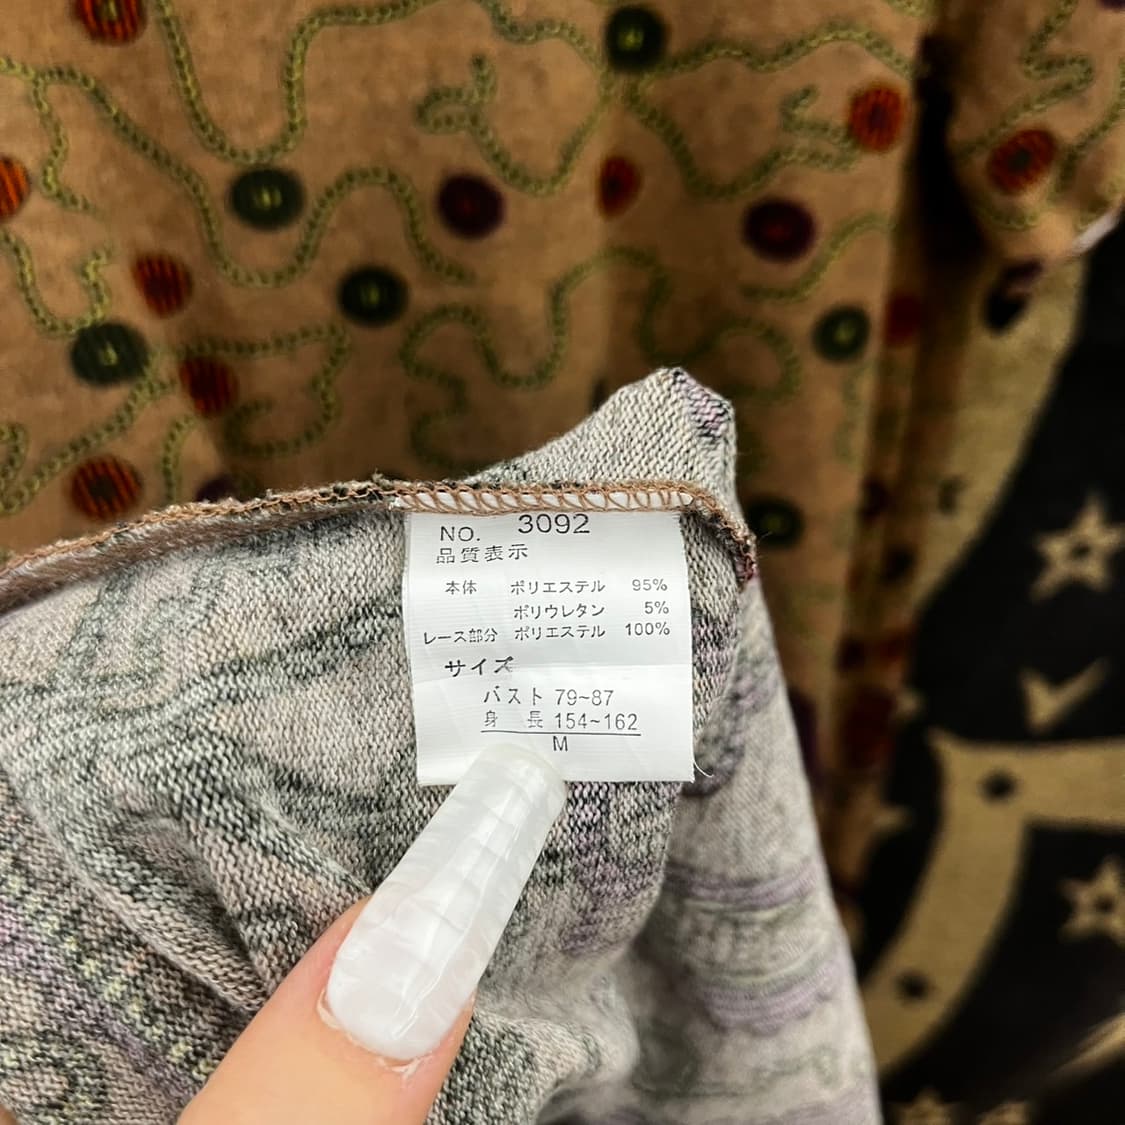 NO. 3092
品質表示
本体 ポリエステル 95%
ポリウレタン 5%
レース部分 ポリエステル 100%
サイズ
バスト 79~87
身 長 154~162
M